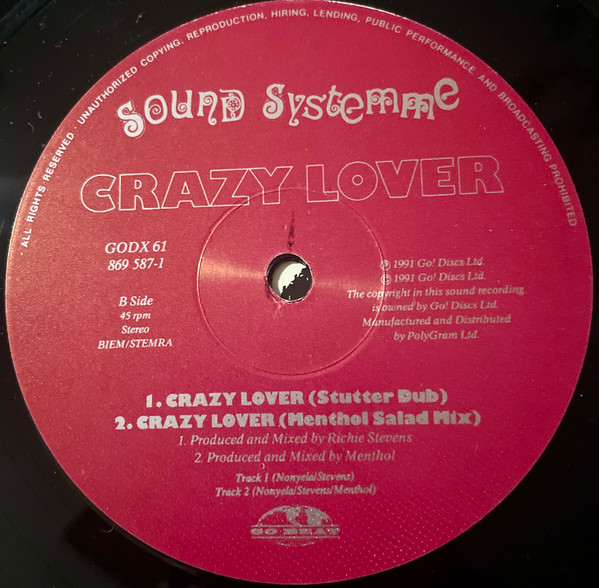 ALL RIGHTS RESERVED · UNAUTHORIZED COPYING, REPRODUCTION, HIRING, LENDING, PUBLIC PERFORMANCE AND BROADCASTING PROHIBITED
SOUND SYSTEMME
CRAZY LOVER
GODX 61
869 587-1
B Side
45 rpm
Stereo
BIEM/STEMRA
Ⓟ 1991 Go! Discs Ltd.
© 1991 Go! Discs Ltd.
The copyright in this sound recording
is owned by Go! Discs Ltd.
Manufactured and Distributed
by PolyGram Ltd.
1. CRAZY LOVER (Stutter Dub)
2. CRAZY LOVER (Menthol Salad Mix)
1. Produced and Mixed by Richie Stevens
2. Produced and Mixed by Menthol
Track 1 (Nonyela/Stevens)
Track 2 (Nonyela/Stevens/Menthol)
GO BEAT